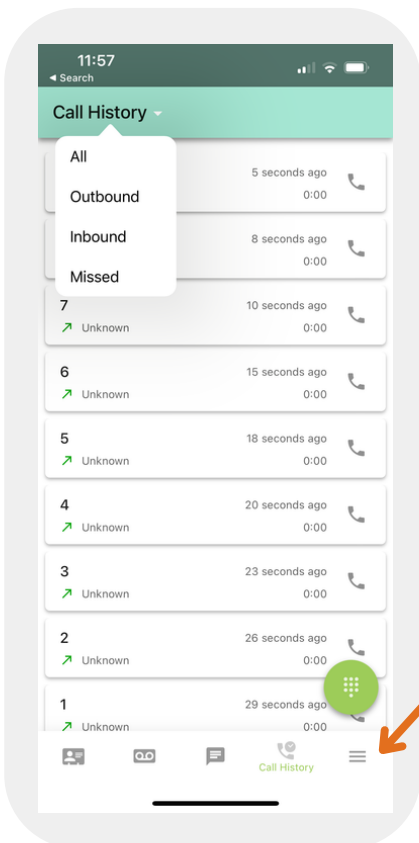 11:57
◄ Search
Call History
All
Outbound
Inbound
Missed
5 seconds ago
0:00
8 seconds ago
0:00
7
10 seconds ago
Unknown
0:00
6
15 seconds ago
Unknown
0:00
5
18 seconds ago
Unknown
0:00
4
20 seconds ago
Unknown
0:00
3
23 seconds ago
Unknown
0:00
2
26 seconds ago
Unknown
0:00
1
29 seconds ago
Unknown
0:00
Call History